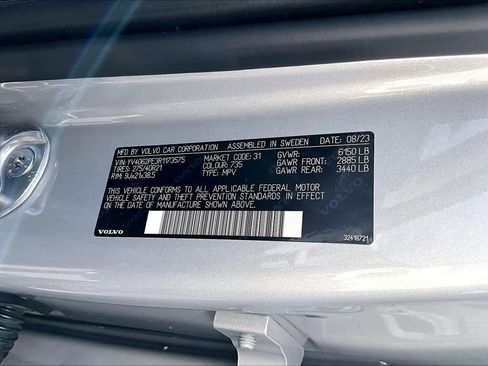 MFD BY VOLVO CAR CORPORATION ASSEMBLED IN SWEDEN DATE: 08/23
VIN: YV4062PE3R1173575 MARKET: 31 GVWR: 6150 LB
TIRES: 275/40R21 COLOUR: 735 GAWR FRONT: 2885 LB
RIM: 9Jx21x38.5 TYPE: MPV GAWR REAR: 3440 LB
THIS VEHICLE CONFORMS TO ALL APPLICABLE FEDERAL MOTOR
VEHICLE SAFETY AND THEFT PREVENTION STANDARDS IN EFFECT
ON THE DATE OF MANUFACTURE SHOWN ABOVE.
VOLVO 32418721